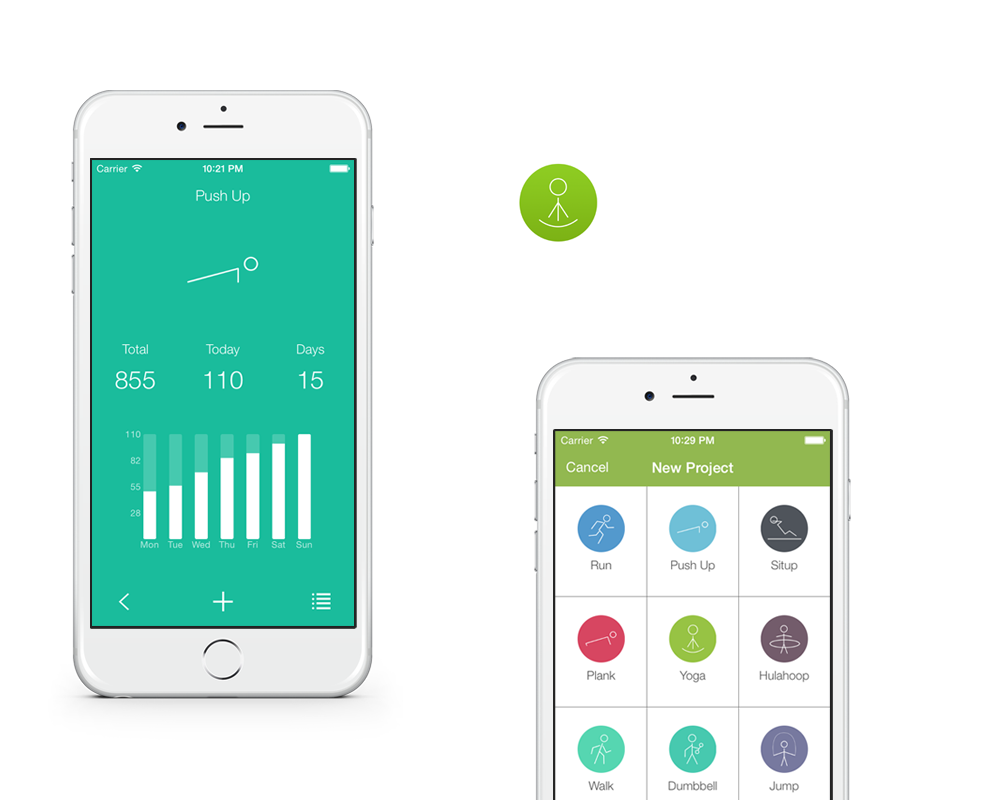 Carrier 10:21 PM
Push Up
Total Today Days
855 110 15
110
82
55
28
Mon Tue Wed Thu Fri Sat Sun
Carrier 10:29 PM
Cancel New Project
Run Push Up Situp
Plank Yoga Hulahoop
Walk Dumbbell Jump